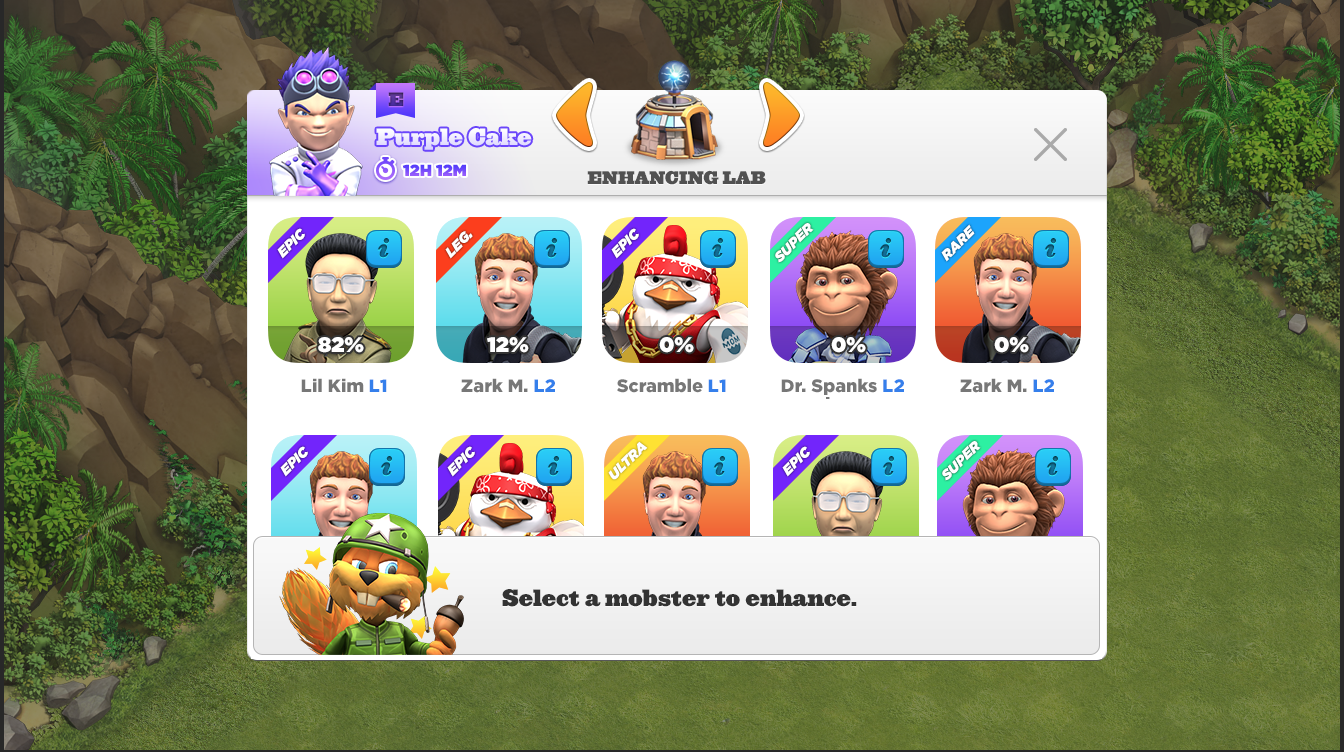 E
Purple Cake
12H 12M
ENHANCING LAB
EPIC
LEG.
EPIC
SUPER
RARE
i
i
i
i
i
MOM
82%
12%
0%
0%
0%
Lil Kim L1
Zark M. L2
Scramble L1
Dr. Spanks L2
Zark M. L2
EPIC
EPIC
ULTRA
EPIC
SUPER
i
i
i
i
i
Select a mobster to enhance.